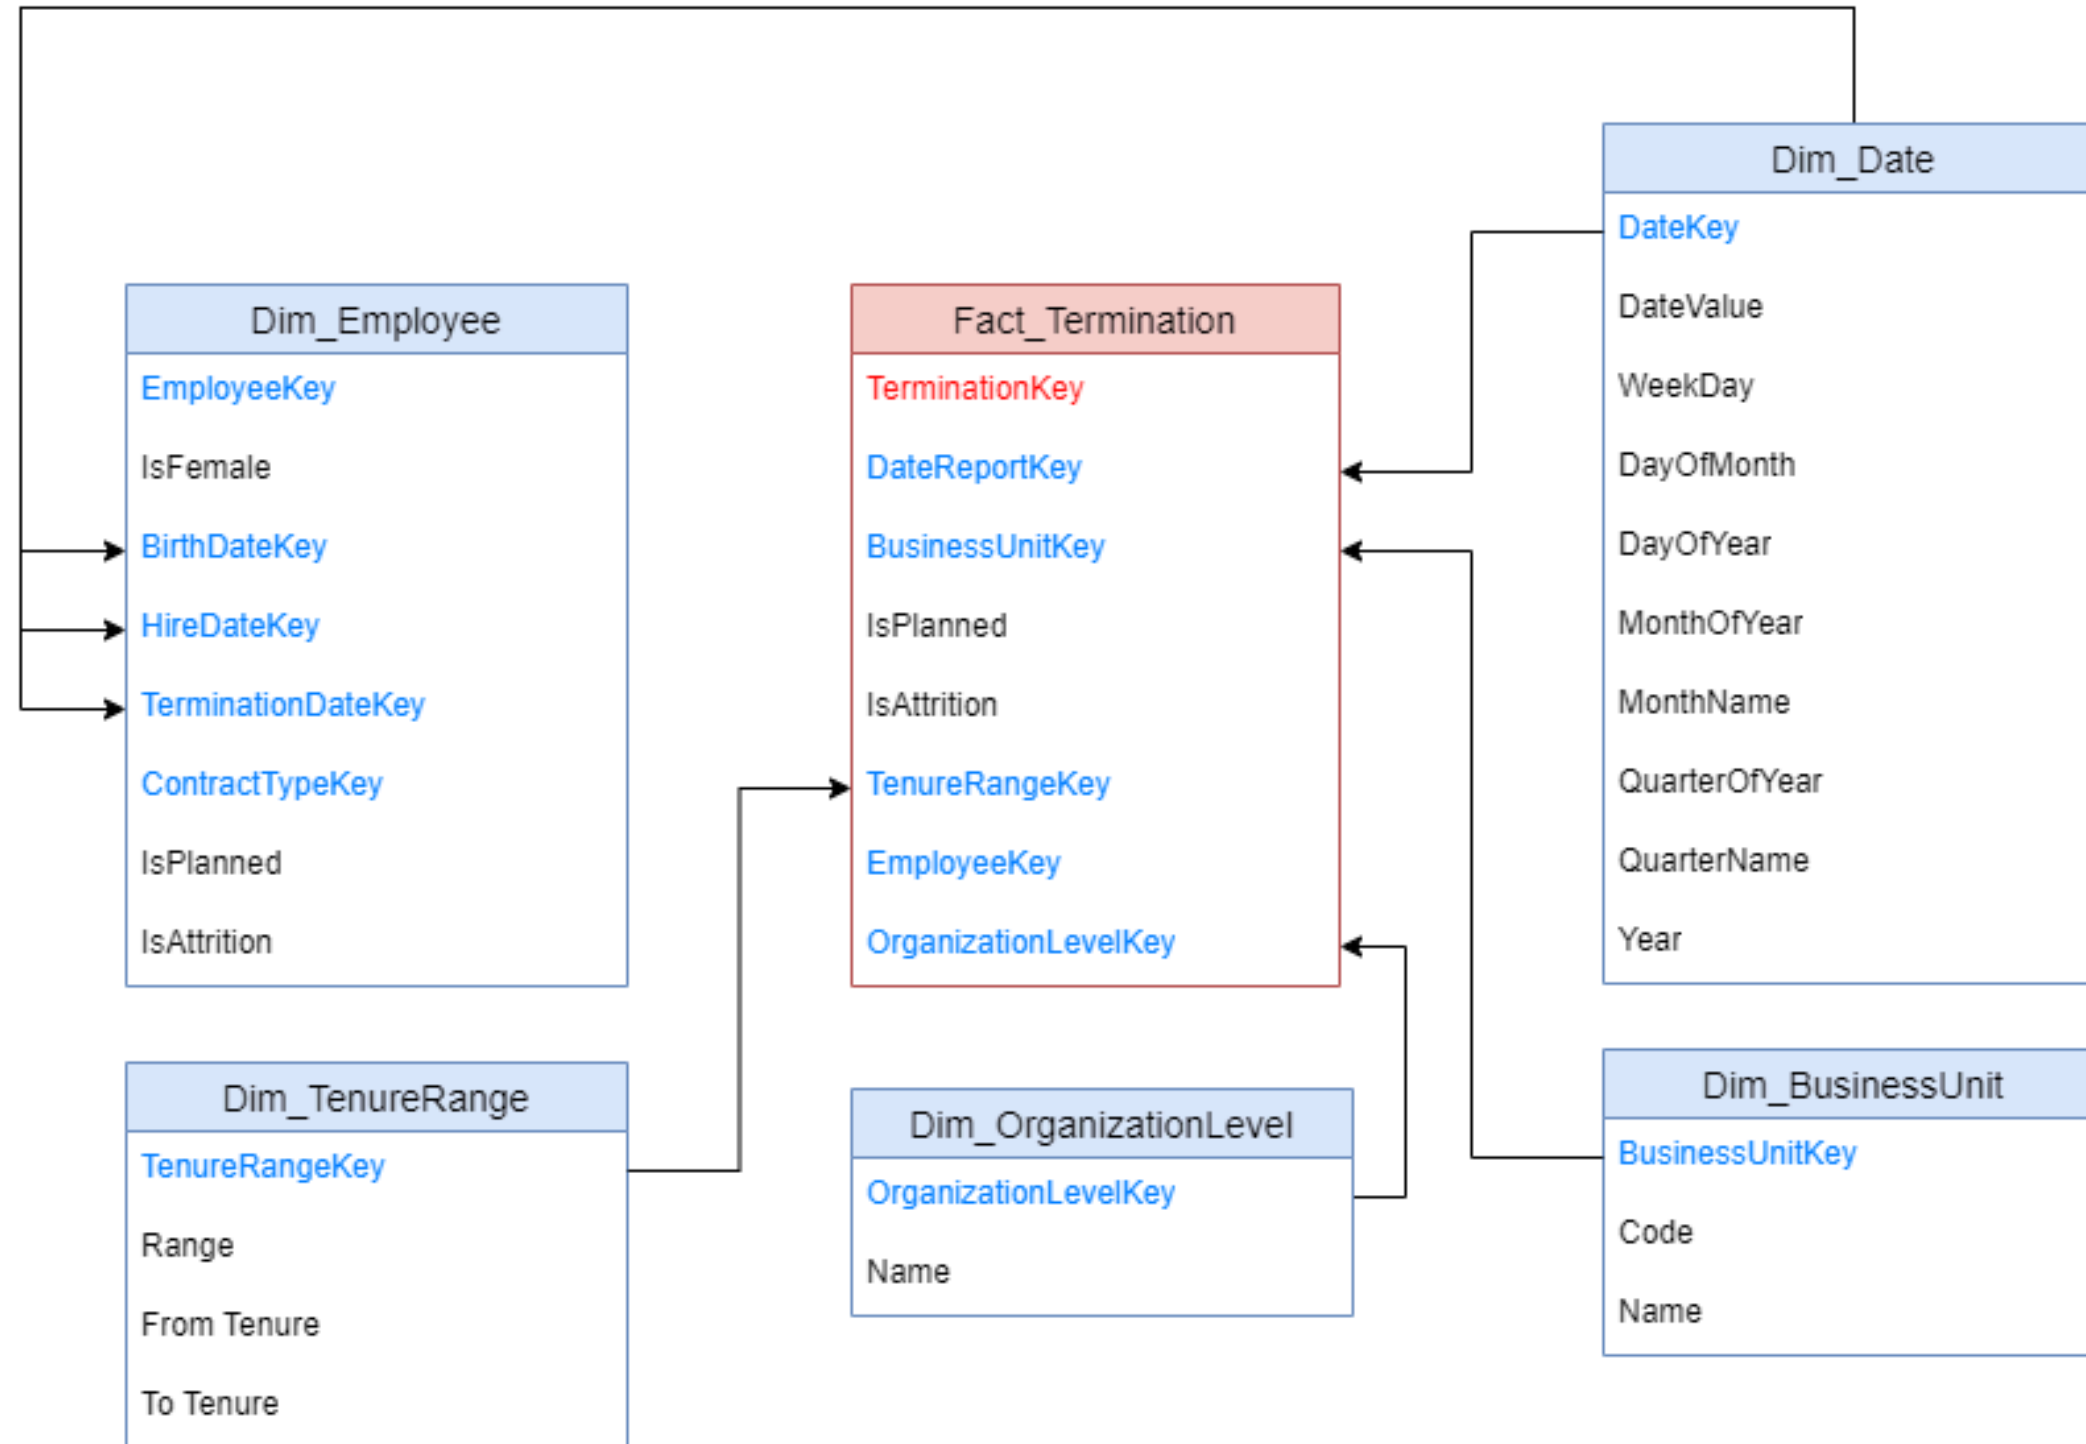 Dim_Employee
EmployeeKey
IsFemale
BirthDateKey
HireDateKey
TerminationDateKey
ContractTypeKey
IsPlanned
IsAttrition
Fact_Termination
TerminationKey
DateReportKey
BusinessUnitKey
IsPlanned
IsAttrition
TenureRangeKey
EmployeeKey
OrganizationLevelKey
Dim_Date
DateKey
DateValue
WeekDay
DayOfMonth
DayOfYear
MonthOfYear
MonthName
QuarterOfYear
QuarterName
Year
Dim_TenureRange
TenureRangeKey
Range
From Tenure
To Tenure
Dim_OrganizationLevel
OrganizationLevelKey
Name
Dim_BusinessUnit
BusinessUnitKey
Code
Name